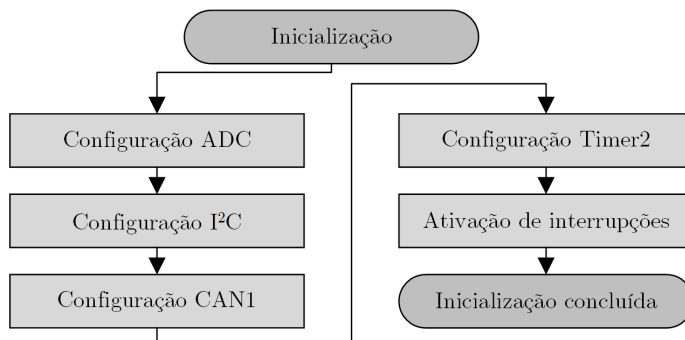 Inicialização
Configuração ADC
Configuração I²C
Configuração CAN1
Configuração Timer2
Ativação de interrupções
Inicialização concluída